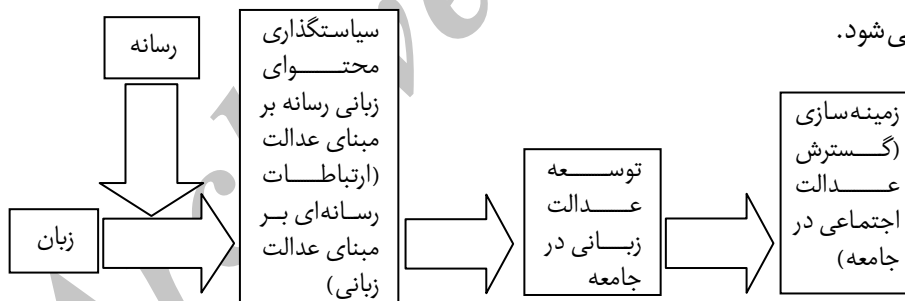 ی‌شود.
رسانه
زبان
سیاستگذاری
محتوای
زبانی رسانه بر
مبنای عدالت
(ارتباطات
رسانه‌ای بر
مبنای عدالت
زبانی)
توسعه
عدالت
زبانی در
جامعه
زمینه‌سازی
(گسترش
عدالت
اجتماعی در
جامعه)